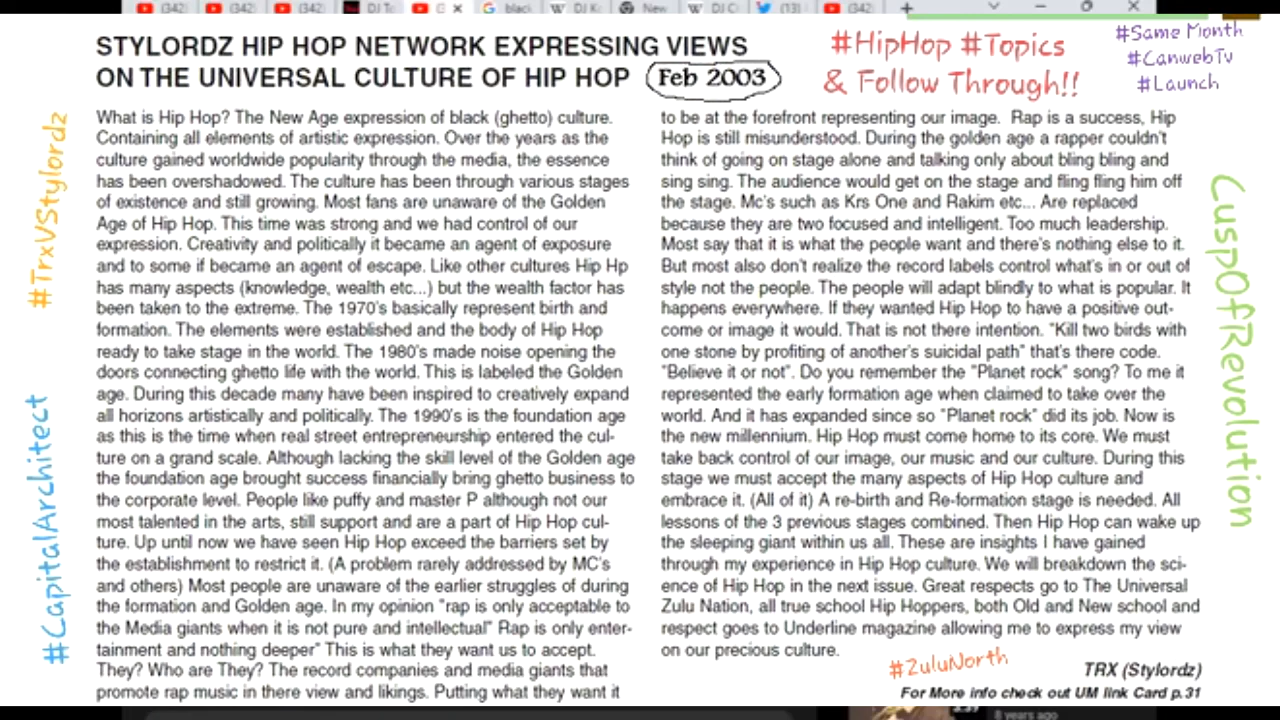 (342)
(342)
(342)
DJ To
G
blac
W DJ K
New
W DJ C
(13)
(342
STYLORDZ HIP HOP NETWORK EXPRESSING VIEWS
ON THE UNIVERSAL CULTURE OF HIP HOP
Feb 2003
#HipHop #Topics
& Follow Through!!
#Same Month
#CanwebTv
#Launch
#TrxVStylordz
#CapitalArchitect
What is Hip Hop? The New Age expression of black (ghetto) culture.
Containing all elements of artistic expression. Over the years as the
culture gained worldwide popularity through the media, the essence
has been overshadowed. The culture has been through various stages
of existence and still growing. Most fans are unaware of the Golden
Age of Hip Hop. This time was strong and we had control of our
expression. Creativity and politically it became an agent of exposure
and to some if became an agent of escape. Like other cultures Hip Hp
has many aspects (knowledge, wealth etc...) but the wealth factor has
been taken to the extreme. The 1970's basically represent birth and
formation. The elements were established and the body of Hip Hop
ready to take stage in the world. The 1980's made noise opening the
doors connecting ghetto life with the world. This is labeled the Golden
age. During this decade many have been inspired to creatively expand
all horizons artistically and politically. The 1990's is the foundation age
as this is the time when real street entrepreneurship entered the cul-
ture on a grand scale. Although lacking the skill level of the Golden age
the foundation age brought success financially bring ghetto business to
the corporate level. People like puffy and master P although not our
most talented in the arts, still support and are a part of Hip Hop cul-
ture. Up until now we have seen Hip Hop exceed the barriers set by
the establishment to restrict it. (A problem rarely addressed by MC's
and others) Most people are unaware of the earlier struggles of during
the formation and Golden age. In my opinion "rap is only acceptable to
the Media giants when it is not pure and intellectual" Rap is only enter-
tainment and nothing deeper" This is what they want us to accept.
They? Who are They? The record companies and media giants that
promote rap music in there view and likings. Putting what they want it
to be at the forefront representing our image. Rap is a success, Hip
Hop is still misunderstood. During the golden age a rapper couldn't
think of going on stage alone and talking only about bling bling and
sing sing. The audience would get on the stage and fling fling him off
the stage. Mc's such as Krs One and Rakim etc... Are replaced
because they are two focused and intelligent. Too much leadership.
Most say that it is what the people want and there's nothing else to it.
But most also don't realize the record labels control what's in or out of
style not the people. The people will adapt blindly to what is popular. It
happens everywhere. If they wanted Hip Hop to have a positive out-
come or image it would. That is not there intention. "Kill two birds with
one stone by profiting of another's suicidal path" that's there code.
"Believe it or not". Do you remember the "Planet rock" song? To me it
represented the early formation age when claimed to take over the
world. And it has expanded since so "Planet rock" did its job. Now is
the new millennium. Hip Hop must come home to its core. We must
take back control of our image, our music and our culture. During this
stage we must accept the many aspects of Hip Hop culture and
embrace it. (All of it) A re-birth and Re-formation stage is needed. All
lessons of the 3 previous stages combined. Then Hip Hop can wake up
the sleeping giant within us all. These are insights I have gained
through my experience in Hip Hop culture. We will breakdown the sci-
ence of Hip Hop in the next issue. Great respects go to The Universal
Zulu Nation, all true school Hip Hoppers, both Old and New school and
respect goes to Underline magazine allowing me to express my view
on our precious culture.
#ZuluNorth
TRX (Stylordz)
For More info check out UM link Card p.31
CuspOfRevolution
8 years ago